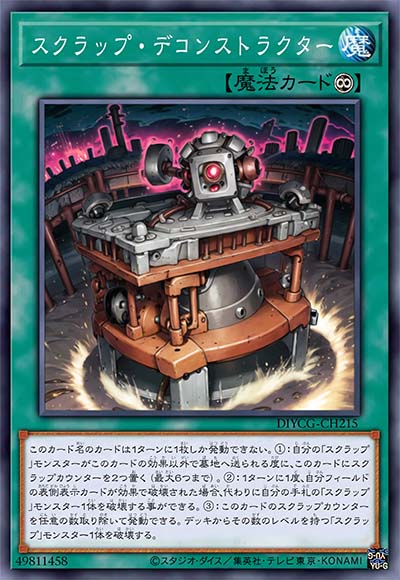 スクラップ・デコンストラクター
魔
【魔法カード∞】
DIYCG-CH215
このカード名のカードは1ターンに1枚しか発動できない。①:自分の「スクラップ
」モンスターがこのカードの効果以外で墓地へ送られる度に、このカードにスク
ラップカウンターを2つ置く(最大6つまで)。②:1ターンに1度、自分フィールド
の表側表示カードが効果で破壊された場合、代わりに自分の手札の「スクラップ
」モンスター1体を破壊する事ができる。③:このカードのスクラップカウンター
を任意の数取り除いて発動できる。デッキからその数のレベルを持つ「スクラッ
プ」モンスター1体を破壊する。
49811458
©スタジオ・ダイス/集英社・テレビ東京・KONAMI